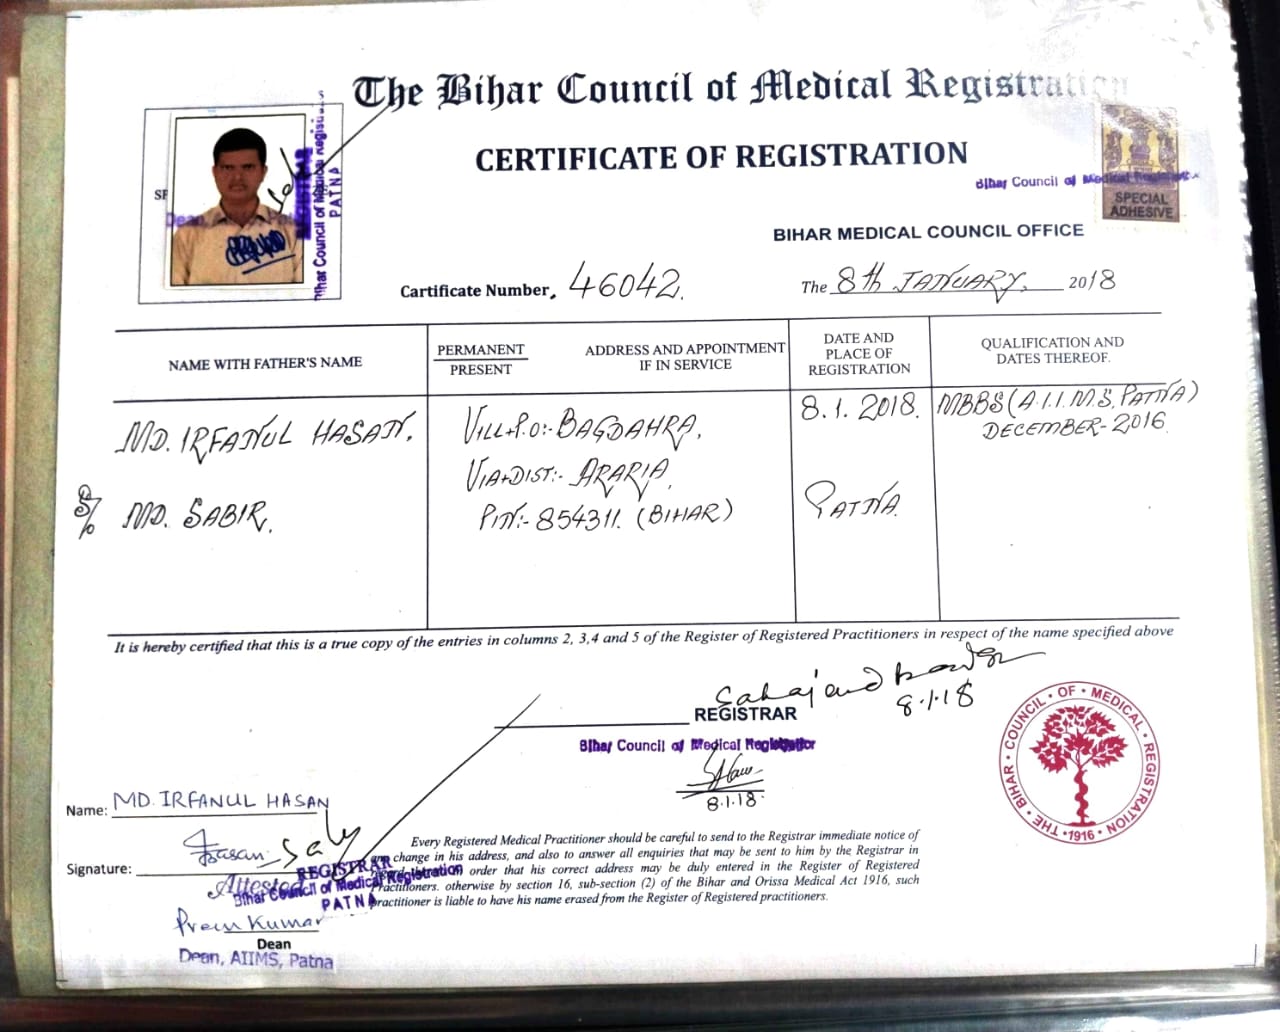 The Bihar Council of Medical Registration
CERTIFICATE OF REGISTRATION
Bihar Council of Medical Registration
SPECIAL
ADHESIVE
REGISTRAR
Bihar Council of Medical Registration
PATNA
Dean,
BIHAR MEDICAL COUNCIL OFFICE
Certificate Number. 46042.
The 8th JANUARY. 2018
NAME WITH FATHER'S NAME
PERMANENT
PRESENT
ADDRESS AND APPOINTMENT
IF IN SERVICE
DATE AND
PLACE OF
REGISTRATION
QUALIFICATION AND
DATES THEREOF.
MD. IRFANUL HASAN.
S/o MD. SABIR.
VILL+P.O:- BAGDAHRA,
VIA+DIST:- ARARIA,
PIN:- 854311. (BIHAR)
8.1.2018.
PATNA
MBBS (A.I.I.M.S, PATNA)
DECEMBER-2016.
It is hereby certified that this is a true copy of the entries in columns 2, 3,4 and 5 of the Register of Registered Practitioners in respect of the name specified above
8.1.18
REGISTRAR
Bihar Council of Medical Registration
8.1.18.
THE · BIHAR · COUNCIL · OF · MEDICAL · REGISTRATION · 1916
Name: MD. IRFANUL HASAN
Signature: Hasan
Attested
REGISTRAR
Bihar Council of Medical Registration
PATNA
Prem Kumar
Dean
Dean, AIIMS, Patna
Every Registered Medical Practitioner should be careful to send to the Registrar immediate notice of
change in his address, and also to answer all enquiries that may be sent to him by the Registrar in
order that his correct address may be duly entered in the Register of Registered
Practitioners. otherwise by section 16, sub-section (2) of the Bihar and Orissa Medical Act 1916, such
practitioner is liable to have his name erased from the Register of Registered practitioners.